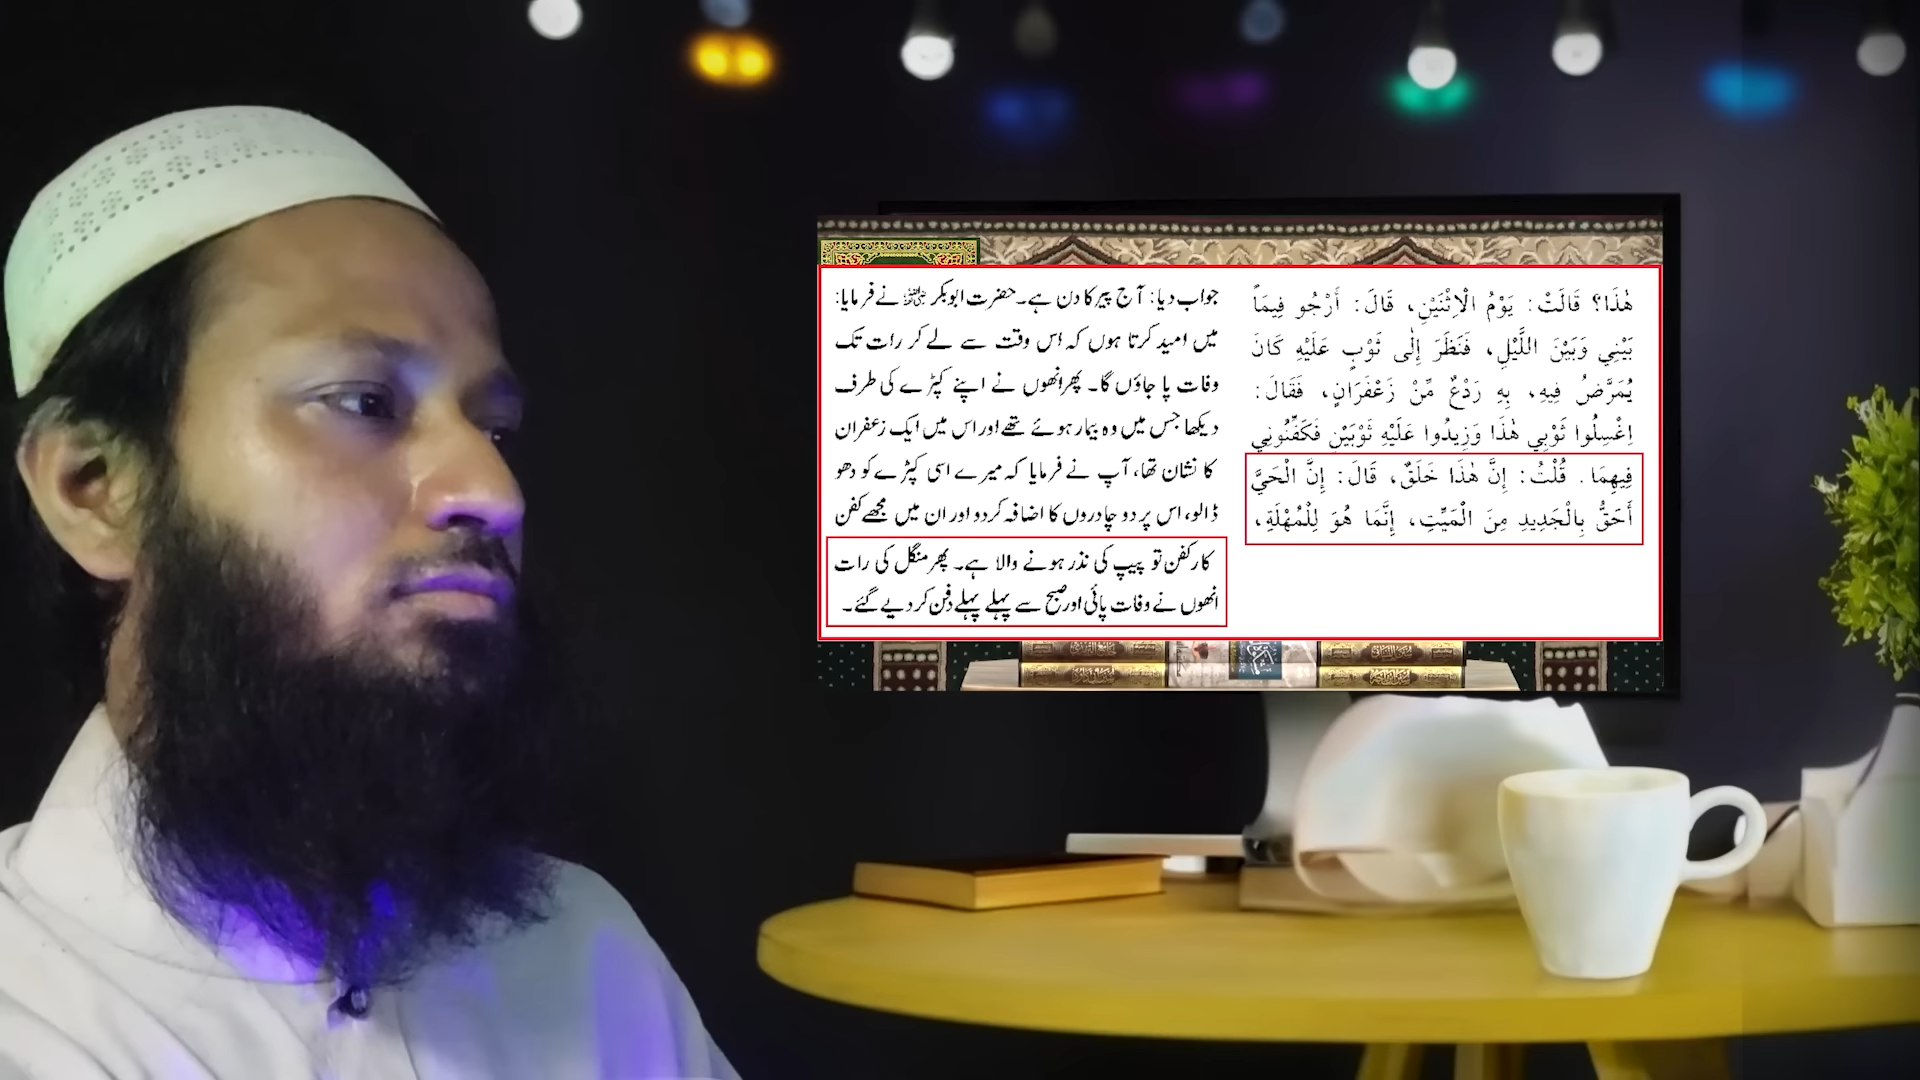 هٰذَا؟ قَالَتْ: يَوْمُ الْاِثْنَيْنِ، قَالَ: أَرْجُو فِيمَا
بَيْنِي وَبَيْنَ اللَّيْلِ، فَنَظَرَ إِلٰى ثَوْبٍ عَلَيْهِ كَانَ
يُمَرَّضُ فِيهِ، بِهِ رَدْعٌ مِّنْ زَعْفَرَانٍ، فَقَالَ:
اِغْسِلُوا ثَوْبِي هٰذَا وَزِيدُوا عَلَيْهِ ثَوْبَيْنِ فَكَفِّنُونِي
فِيهِمَا. قُلْتُ: إِنَّ هٰذَا خَلَقٌ، قَالَ: إِنَّ الْحَيَّ
أَحَقُّ بِالْجَدِيدِ مِنَ الْمَيِّتِ، إِنَّمَا هُوَ لِلْمُهْلَةِ،
جواب دیا: آج پیر کا دن ہے۔ حضرت ابوبکر ؓ نے فرمایا:
میں امید کرتا ہوں کہ اس وقت سے لے کر رات تک
وفات پا جاؤں گا۔ پھر انھوں نے اپنے کپڑے کی طرف
دیکھا جس میں وہ بیمار ہوئے تھے اور اس میں ایک زعفران
کا نشان تھا، آپ نے فرمایا کہ میرے اسی کپڑے کو دھو
ڈالو، اس پر دو چادروں کا اضافہ کردو اور ان میں مجھے کفن
کار کفن تو پیپ کی نذر ہونے والا ہے۔ پھر منگل کی رات
انھوں نے وفات پائی اور صبح سے پہلے پہلے دفن کر دیے گئے۔